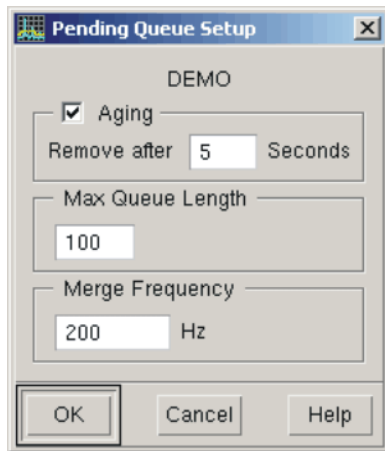 Pending Queue Setup
DEMO
Aging
Remove after 5 Seconds
Max Queue Length
100
Merge Frequency
200 Hz
OK Cancel Help